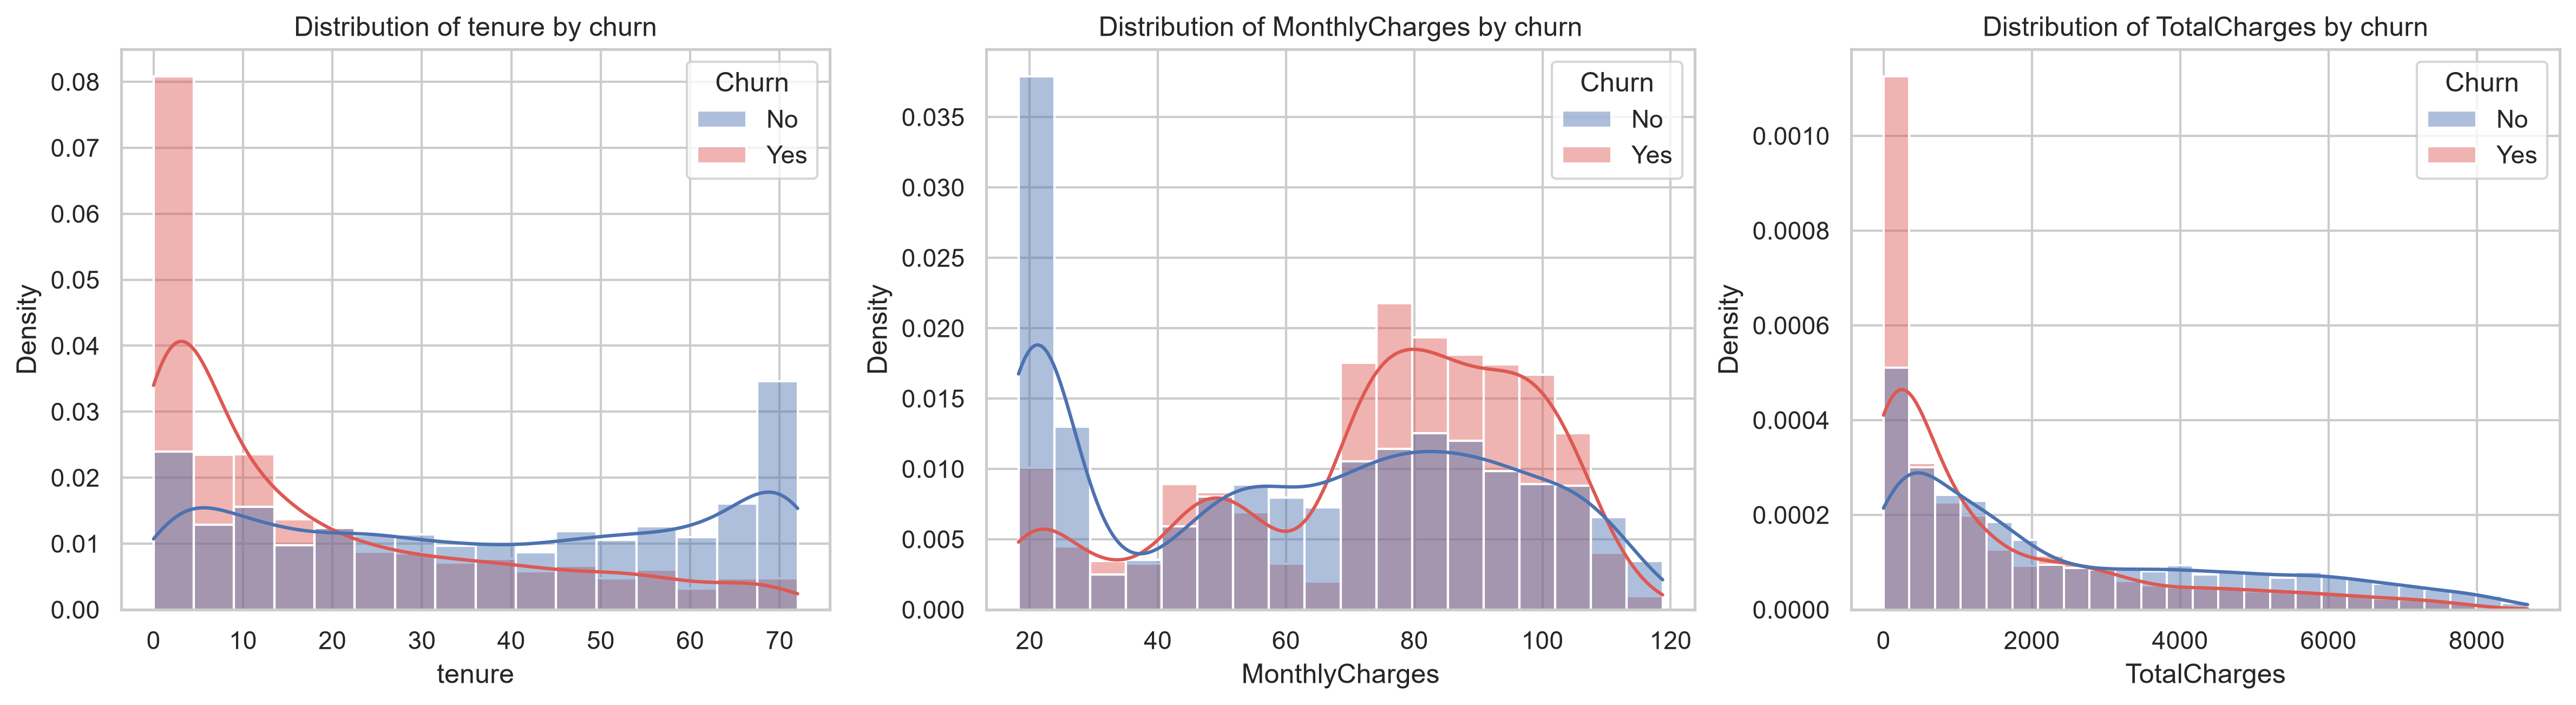 Distribution of tenure by churn
Density
0.08
0.07
0.06
0.05
0.04
0.03
0.02
0.01
0.00
0
10
20
30
40
50
60
70
tenure
Churn
No
Yes
Distribution of MonthlyCharges by churn
Density
0.035
0.030
0.025
0.020
0.015
0.010
0.005
0.000
20
40
60
80
100
120
MonthlyCharges
Churn
No
Yes
Distribution of TotalCharges by churn
Density
0.0010
0.0008
0.0006
0.0004
0.0002
0.0000
0
2000
4000
6000
8000
TotalCharges
Churn
No
Yes